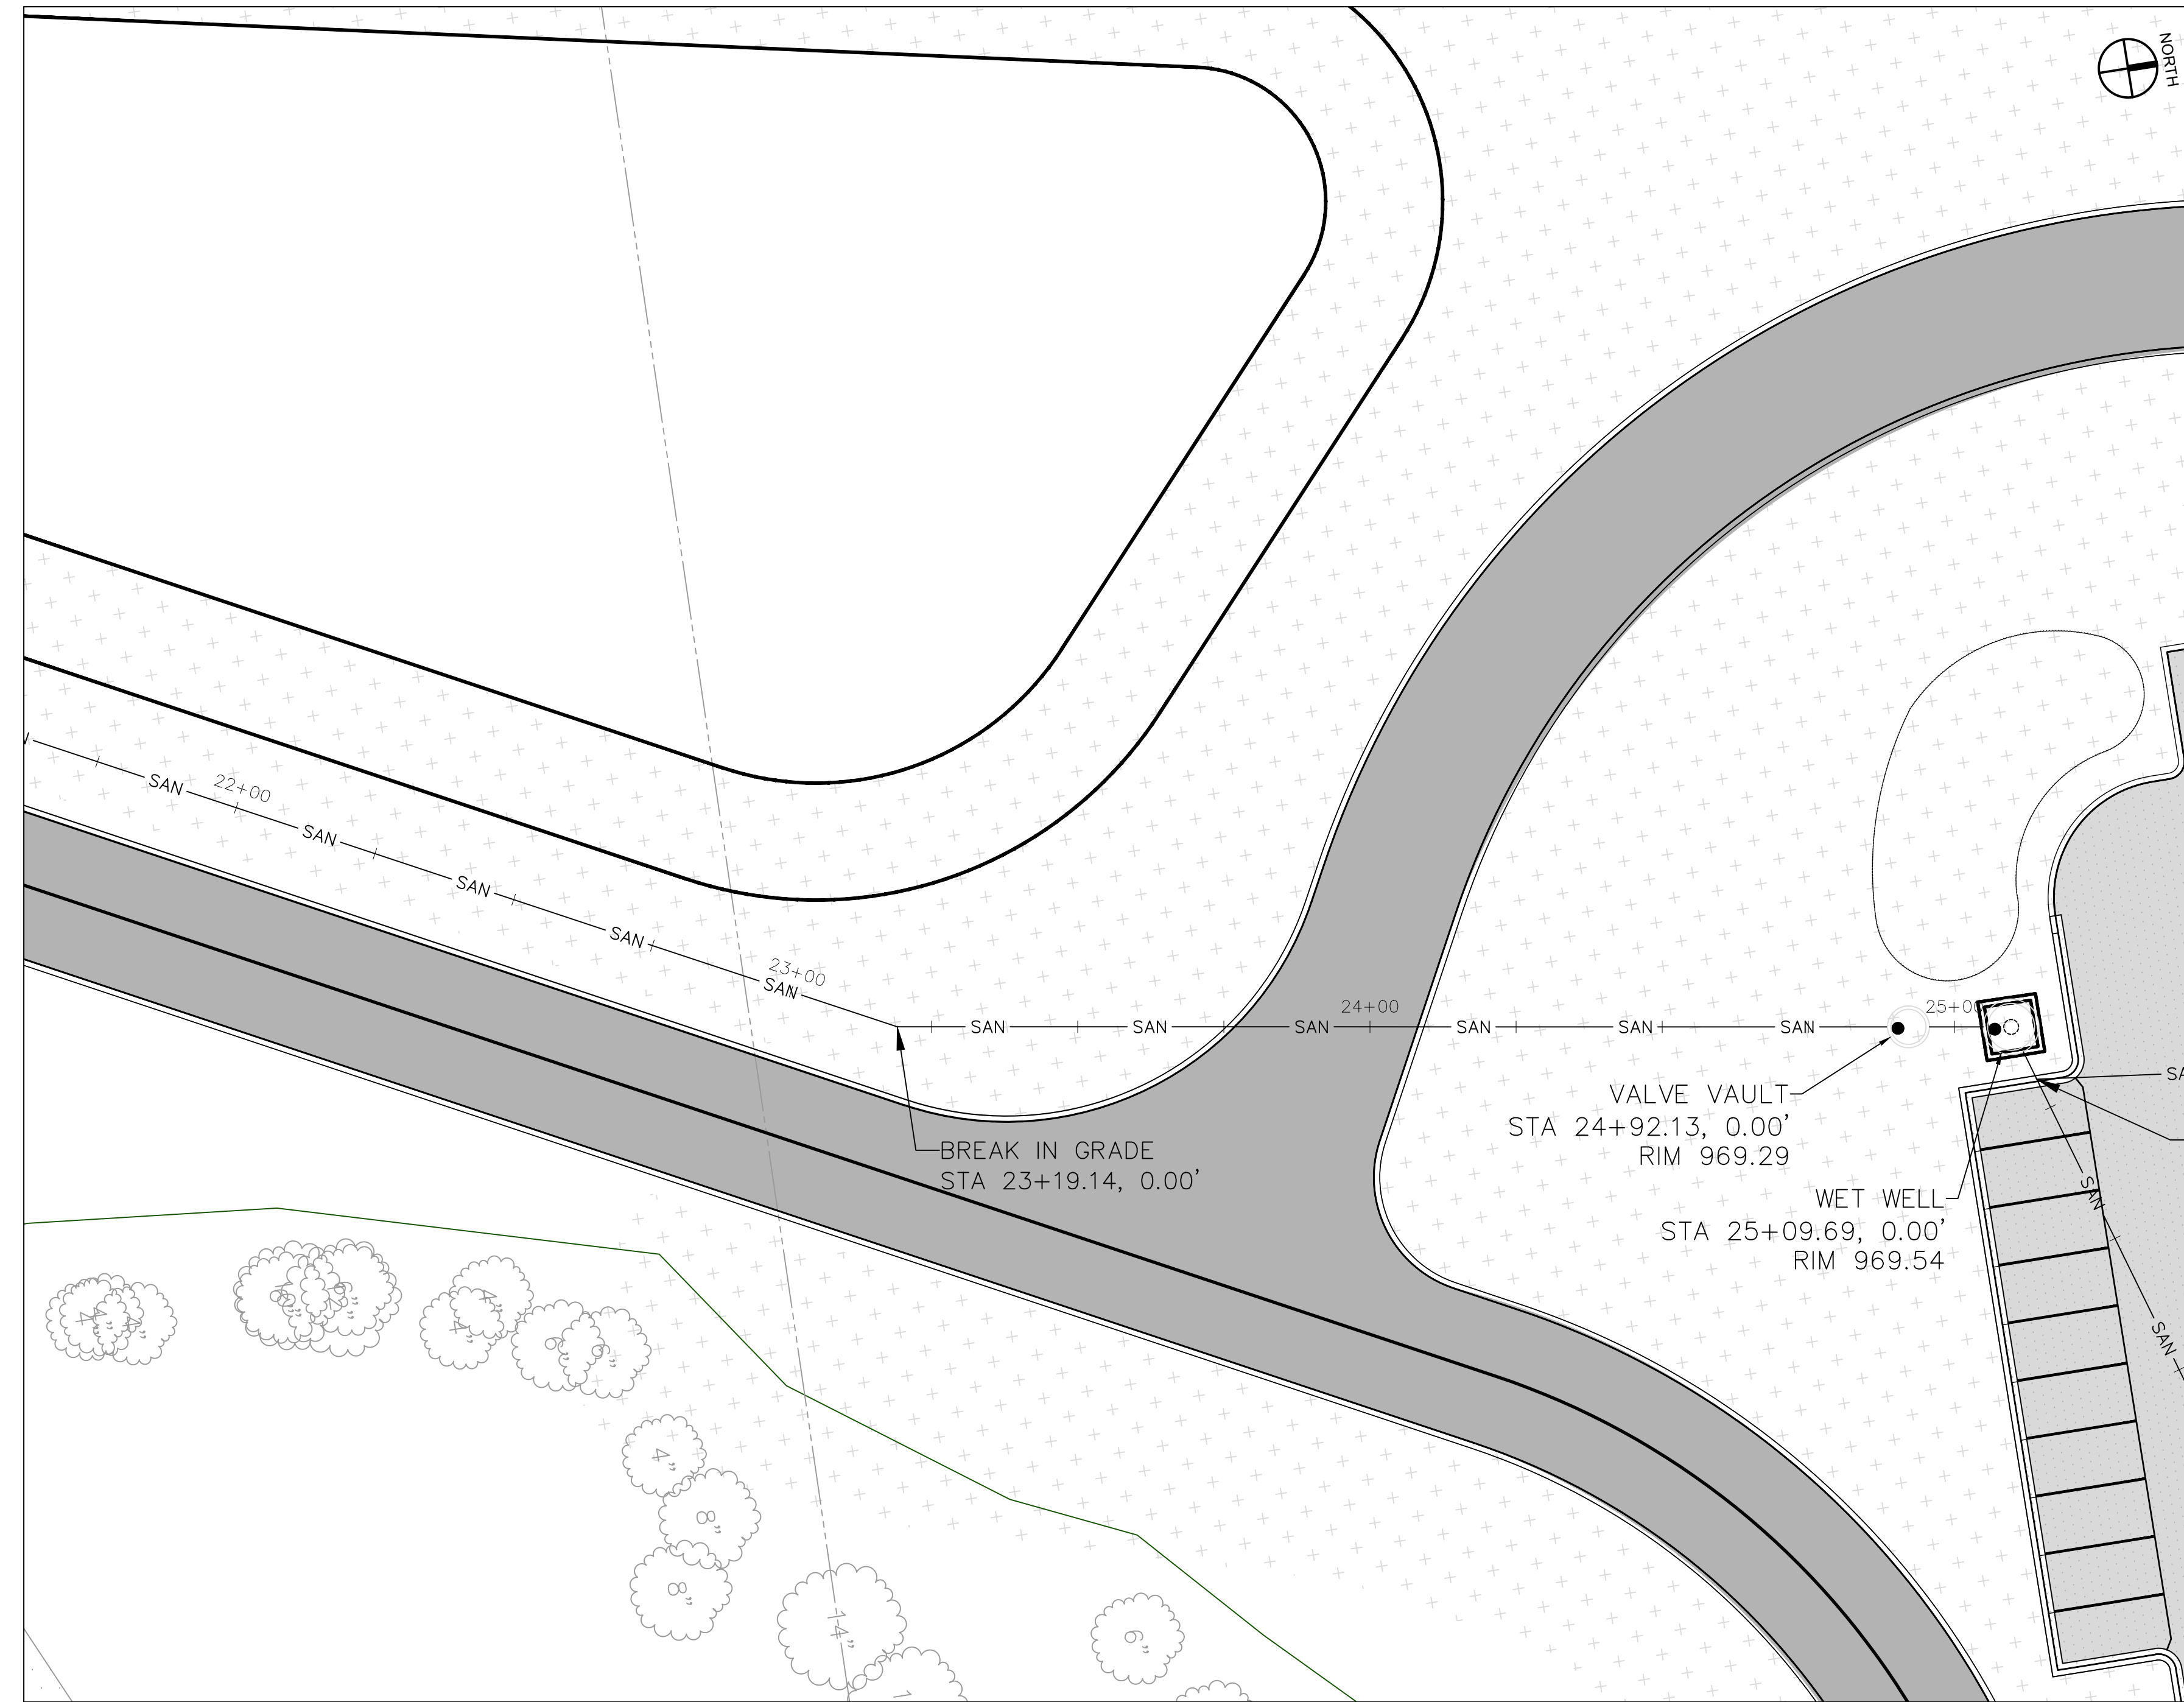 NORTH
SAN
22+00
SAN
SAN
SAN
23+00
SAN
SAN
SAN
SAN
24+00
SAN
SAN
SAN
25+00
VALVE VAULT
STA 24+92.13, 0.00'
RIM 969.29
BREAK IN GRADE
STA 23+19.14, 0.00'
WET WELL
STA 25+09.69, 0.00'
RIM 969.54
SAN
SAN
4"
4"
6"
4"
4"
6"
6"
4"
8"
8"
14"
6"